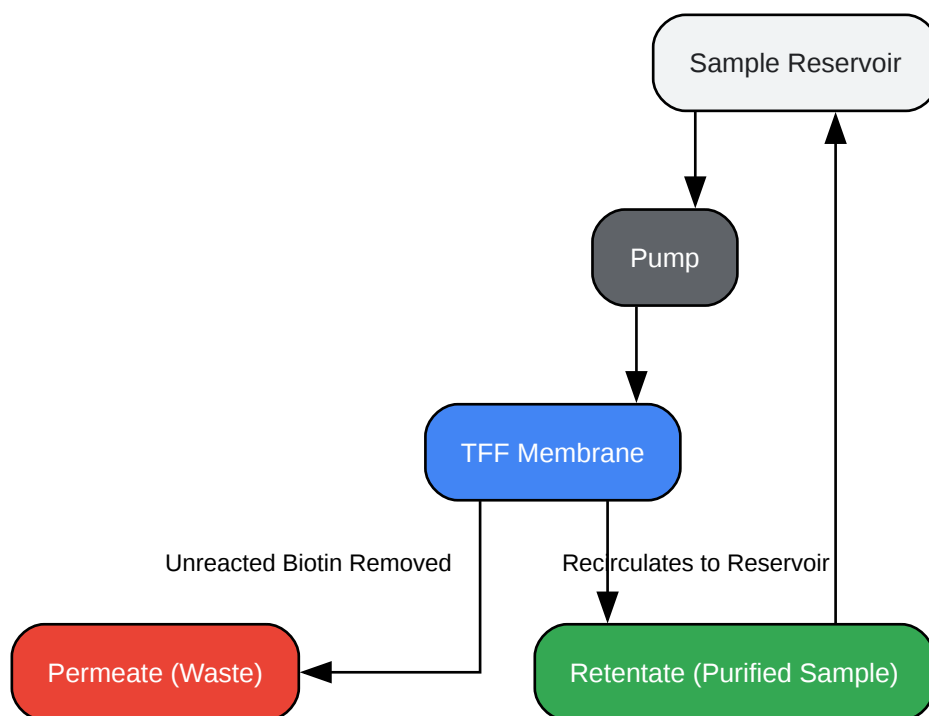 Sample Reservoir
Pump
TFF Membrane
Unreacted Biotin Removed
Recirculates to Reservoir
Permeate (Waste)
Retentate (Purified Sample)